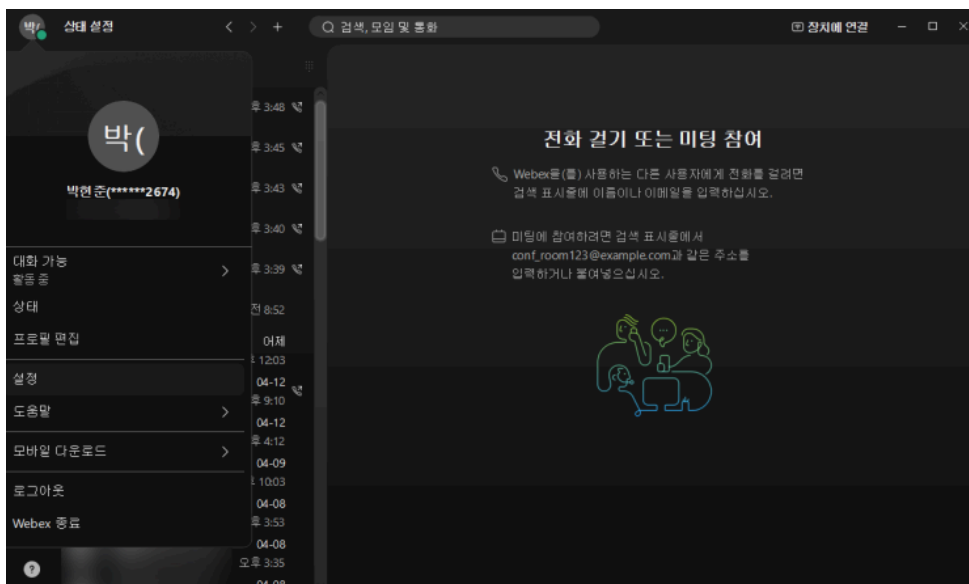 박( 상태 설정
검색, 모임 및 통화
장치에 연결
박(
박현준(******2674)
대화 가능
활동 중
상태
프로필 편집
설정
도움말
모바일 다운로드
로그아웃
Webex 종료
후 3:48
후 3:45
후 3:43
후 3:40
후 3:39
전 8:52
어제
12:03
04-12
후 9:10
04-12
후 4:12
04-09
10:03
04-08
후 3:53
04-08
오후 3:35
04-08
전화 걸기 또는 미팅 참여
Webex을(를) 사용하는 다른 사용자에게 전화를 걸려면
검색 표시줄에 이름이나 이메일을 입력하십시오.
미팅에 참여하려면 검색 표시줄에서
conf_room123@example.com과 같은 주소를
입력하거나 붙여넣으십시오.